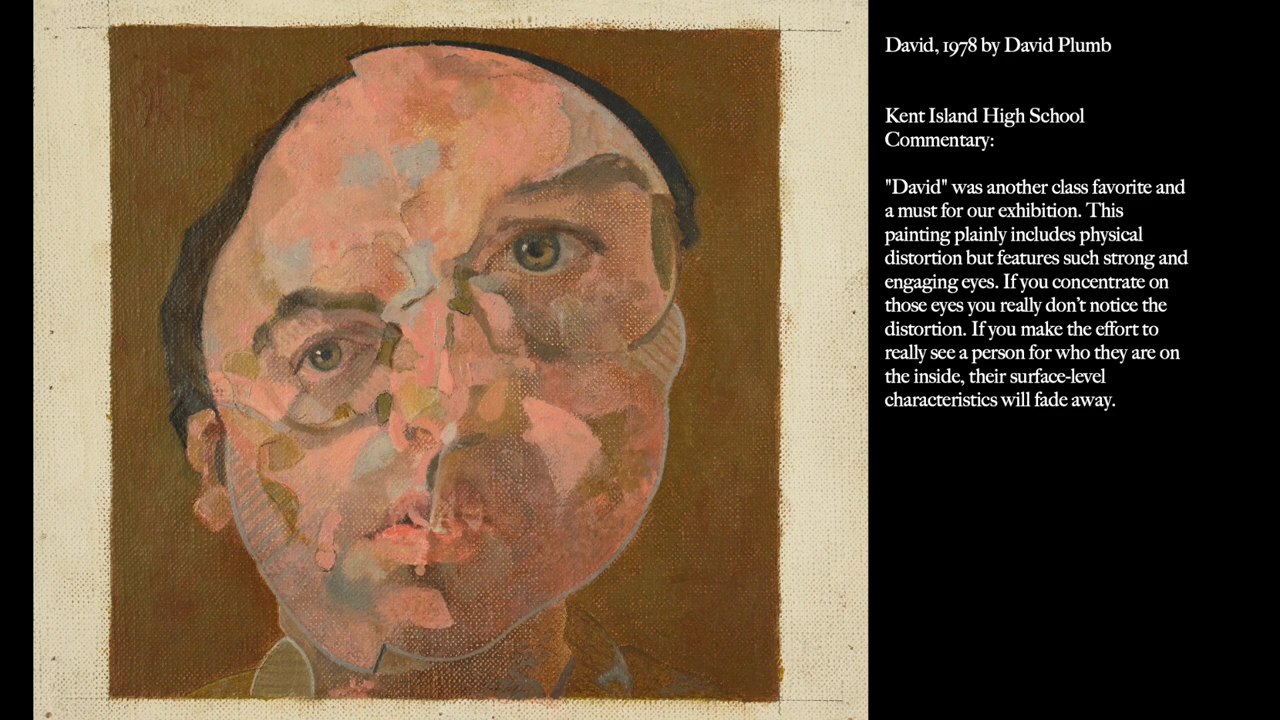 David, 1978 by David Plumb
Kent Island High School
Commentary:
"David" was another class favorite and
a must for our exhibition. This
painting plainly includes physical
distortion but features such strong and
engaging eyes. If you concentrate on
those eyes you really don't notice the
distortion. If you make the effort to
really see a person for who they are on
the inside, their surface-level
characteristics will fade away.